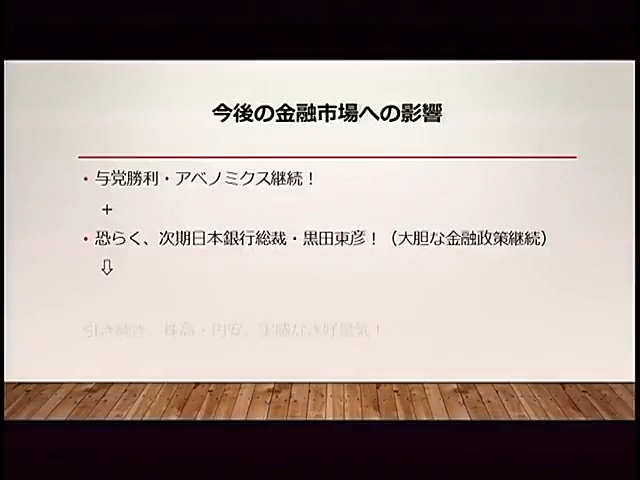 今後の金融市場への影響
・与党勝利・アベノミクス継続！
＋
・恐らく、次期日本銀行総裁・黒田東彦！（大胆な金融政策継続）
⇩
引き続き、株高・円安、実感なき好景気！